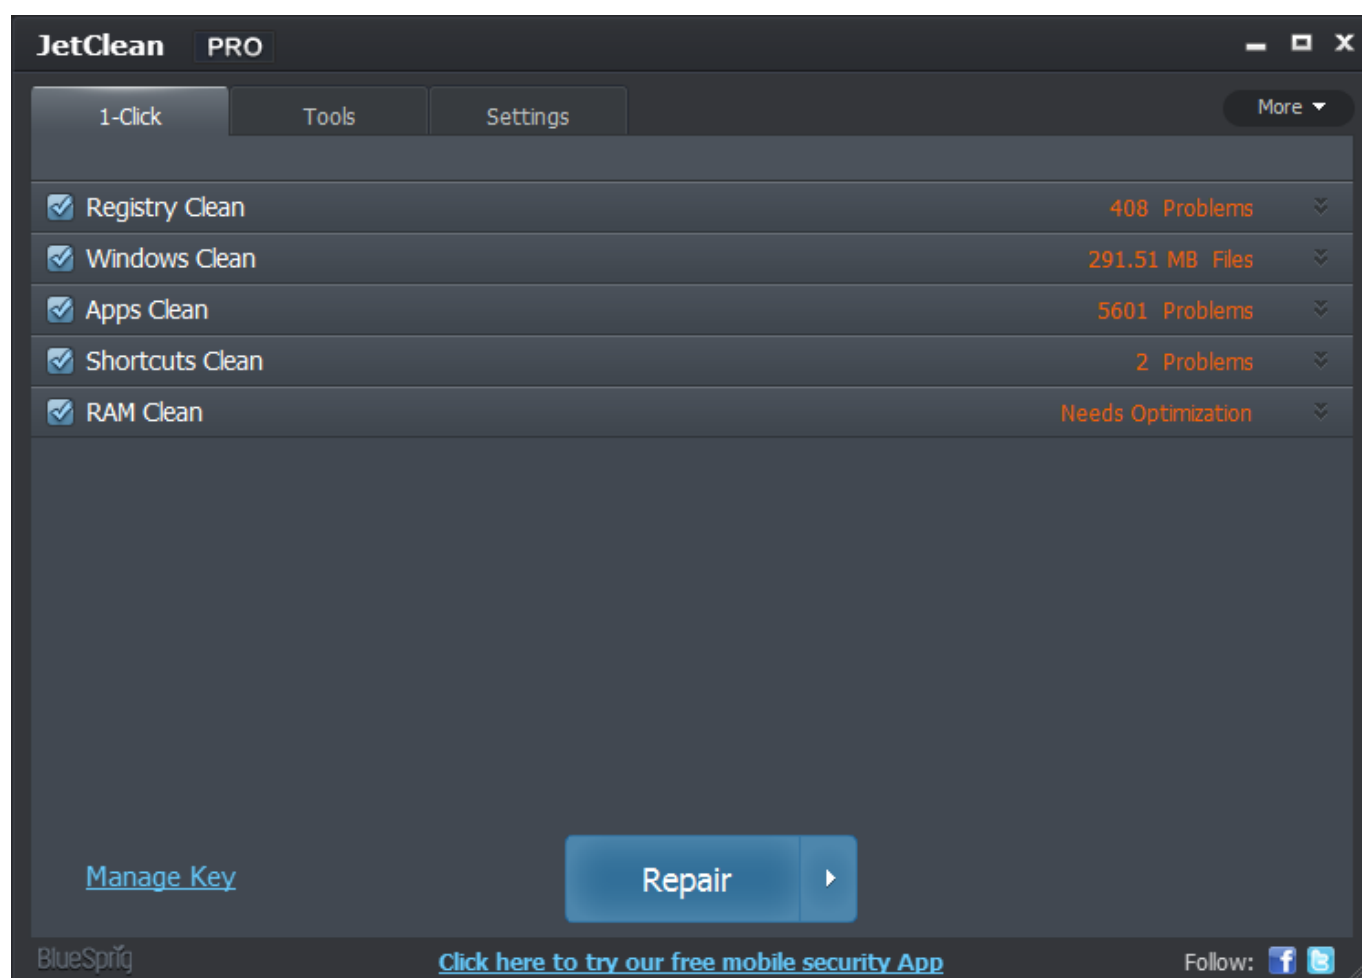 JetClean PRO
1-Click Tools Settings More
Registry Clean 408 Problems
Windows Clean 291.51 MB Files
Apps Clean 5601 Problems
Shortcuts Clean 2 Problems
RAM Clean Needs Optimization
Manage Key Repair
BlueSprig Click here to try our free mobile security App Follow: